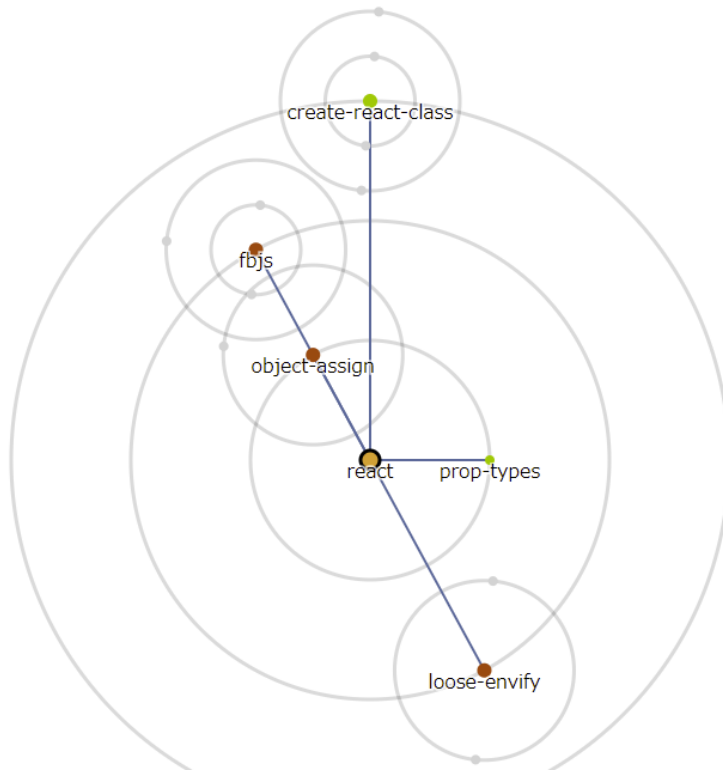 create-react-class
fbjs
object-assign
react
prop-types
loose-envify